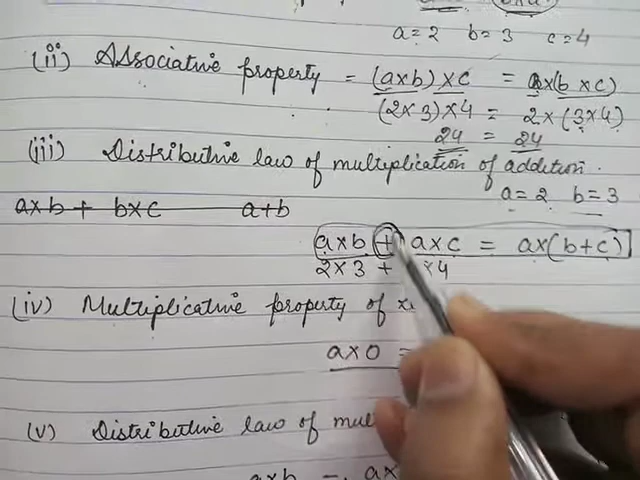 a=2 b=3 c=4
(ii) Associative property = (a×b)×c = a×(b×c)
(2×3)×4 = 2×(3×4)
24 = 24
(iii) Distributive law of multiplication of addition.
a=2 b=3
a×b + b×c a+b
a×b + a×c = a×(b+c)
2×3 + ×4
(iv) Multiplicative property of
a×0 =
(v) Distributive law of mul
a×b - a×